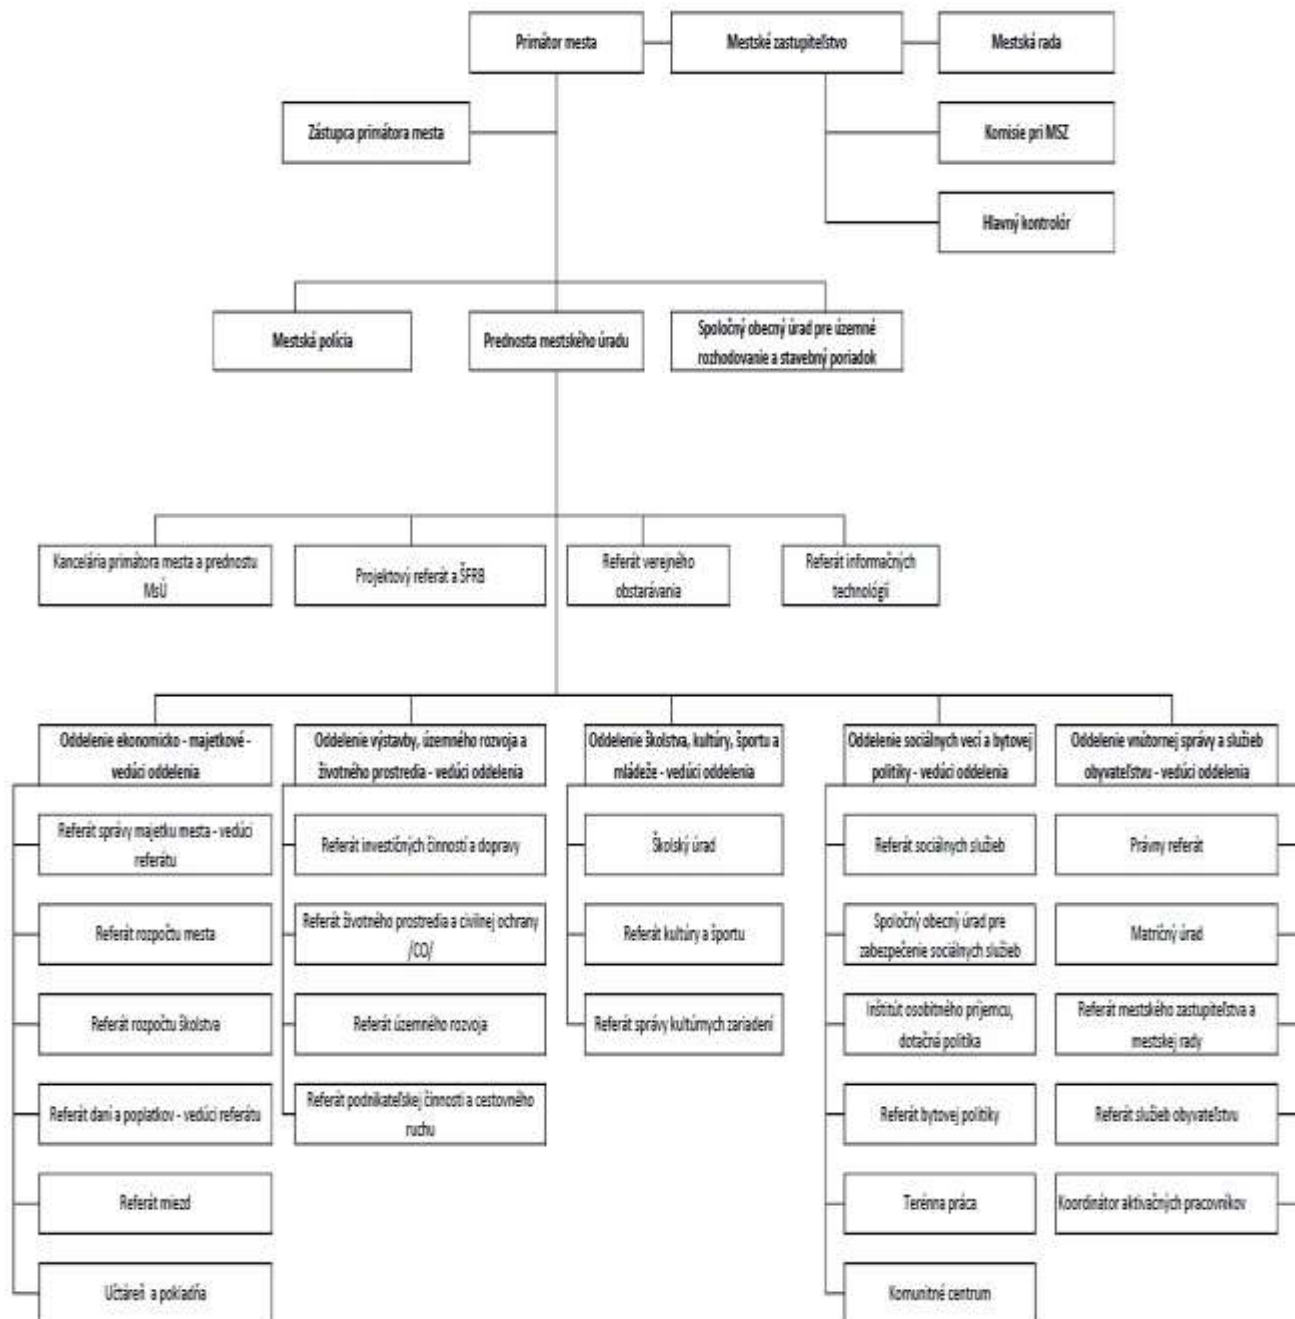 Primátor mesta
Mestské zastupiteľstvo
Mestská rada
Zástupca primátora mesta
Komisie pri MSZ
Hlavný kontrolór
Mestská polícia
Prednosta mestského úradu
Spoločný obecný úrad pre územné
rozhodovanie a stavebný poriadok
Kancelária primátora mesta a prednostu
MsÚ
Projektový referát a ŠFRB
Referát verejného
obstarávania
Referát informačných
technológií
Oddelenie ekonomicko - majetkové -
vedúci oddelenia
Oddelenie výstavby, územného rozvoja a
životného prostredia - vedúci oddelenia
Oddelenie školstva, kultúry, športu a
mládeže - vedúci oddelenia
Oddelenie sociálnych vecí a bytovej
politiky - vedúci oddelenia
Oddelenie vnútornej správy a služieb
obyvateľstvu - vedúci oddelenia
Referát správy majetku mesta - vedúci
referátu
Referát investičných činností a dopravy
Školský úrad
Referát sociálnych služieb
Právny referát
Referát rozpočtu mesta
Referát životného prostredia a civilnej ochrany
/CO/
Referát kultúry a športu
Spoločný obecný úrad pre
zabezpečenie sociálnych služieb
Matričný úrad
Referát rozpočtu školstva
Referát územného rozvoja
Referát správy kultúrnych zariadení
Inštitút osobitného príjemcu,
dotačná politika
Referát mestského zastupiteľstva a
mestskej rady
Referát daní a poplatkov - vedúci referátu
Referát podnikateľskej činnosti a cestovného
ruchu
Referát bytovej politiky
Referát služieb obyvateľstvu
Referát miezd
Terénna práca
Koordinátor aktivačných pracovníkov
Učtáreň a pokladňa
Komunitné centrum